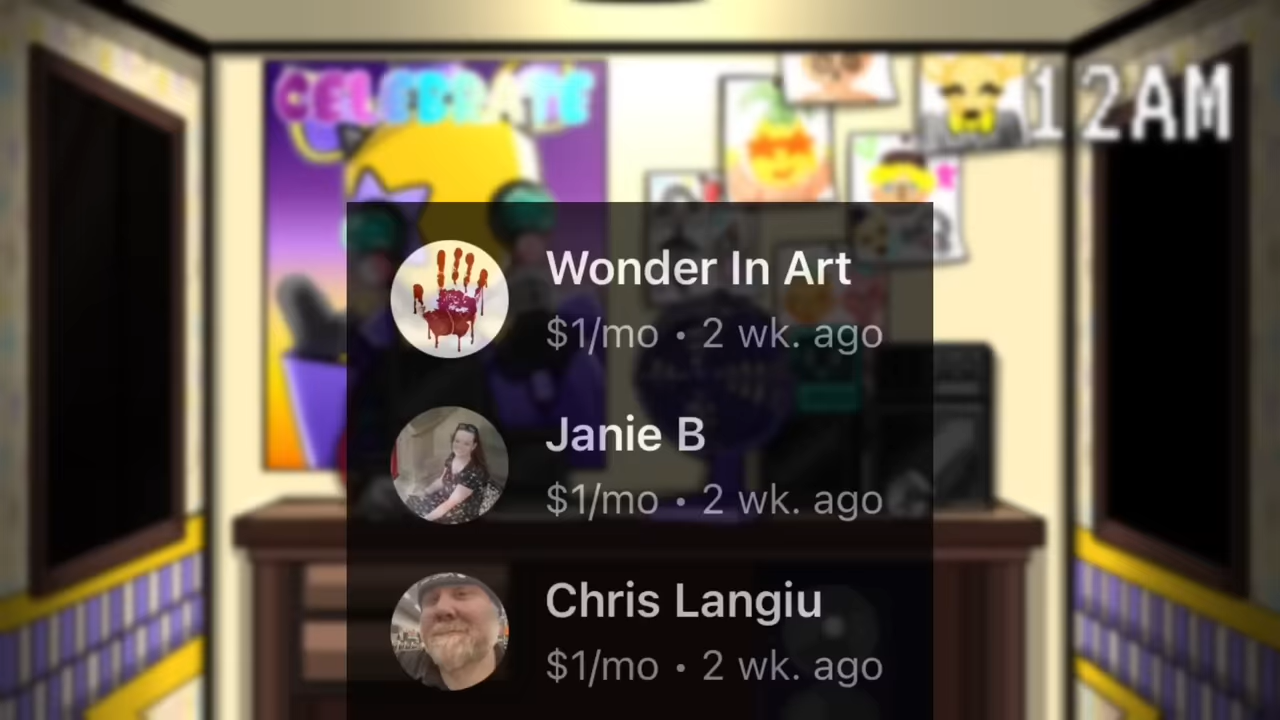 CELEBRATE
12AM
Wonder In Art
$1/mo • 2 wk. ago
Janie B
$1/mo • 2 wk. ago
Chris Langiu
$1/mo • 2 wk. ago